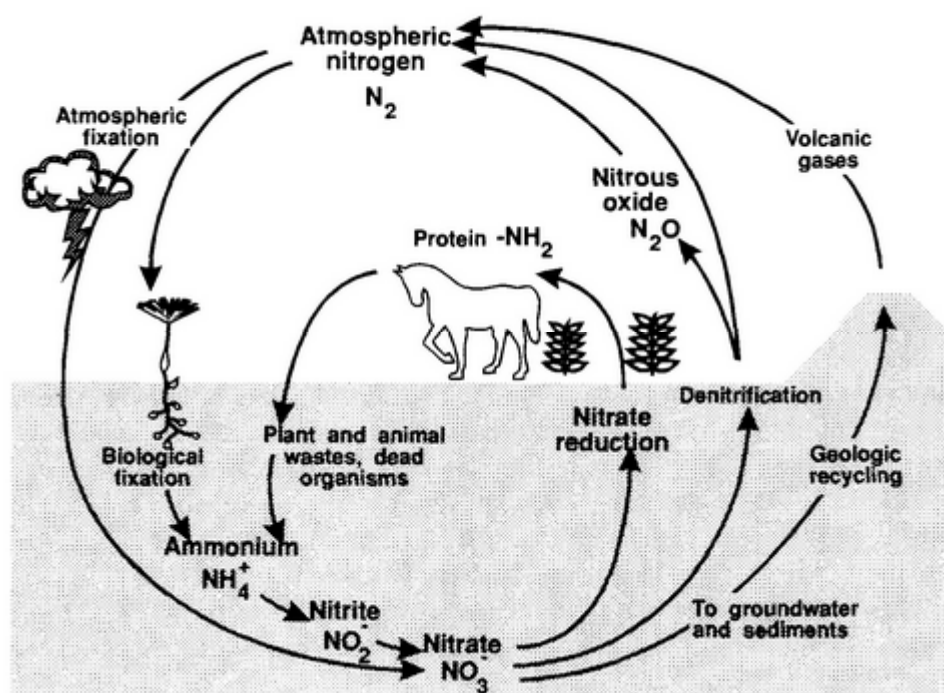 Atmospheric
nitrogen
N₂
Atmospheric
fixation
Volcanic
gases
Nitrous
oxide
N₂O
Protein -NH₂
Denitrification
Nitrate
reduction
Plant and animal
wastes, dead
organisms
Biological
fixation
Geologic
recycling
Ammonium
NH₄⁺
Nitrite
NO₂⁻
Nitrate
NO₃⁻
To groundwater
and sediments